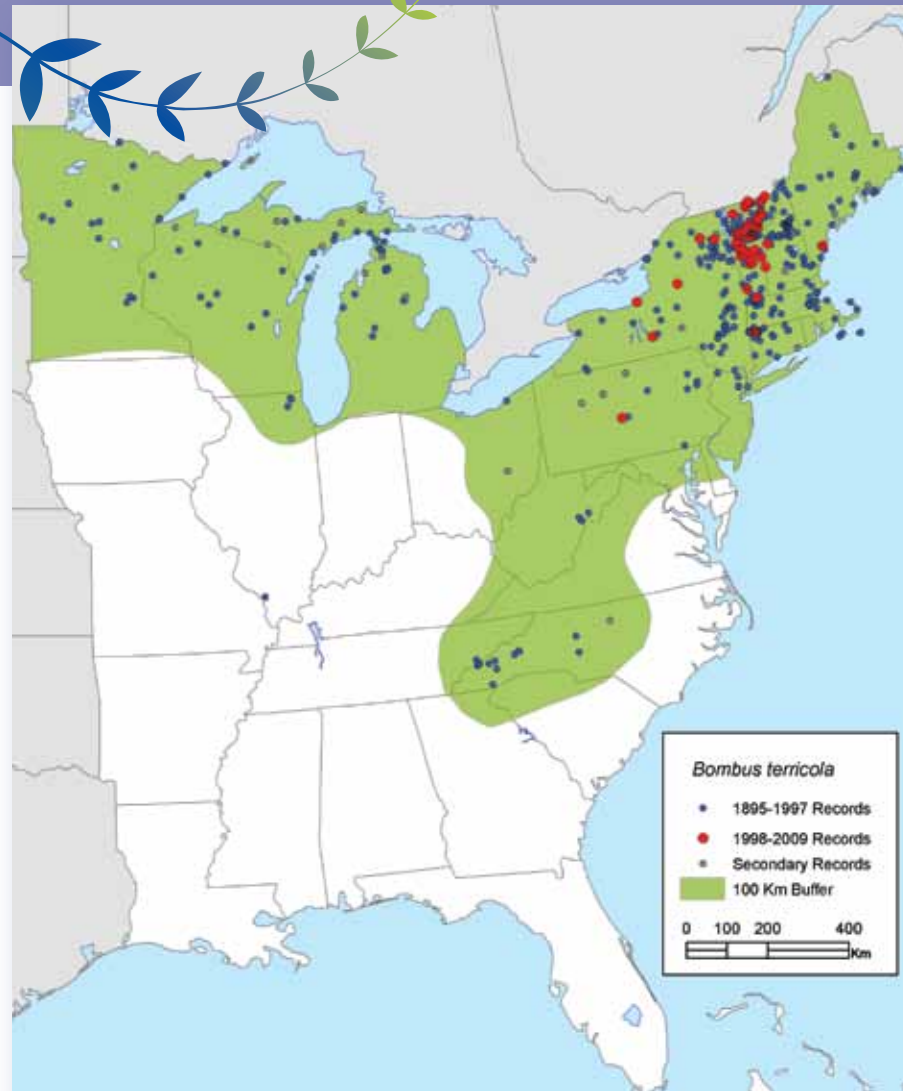 Bombus terricola
1895-1997 Records
1998-2009 Records
Secondary Records
100 Km Buffer
0 100 200 400
Km